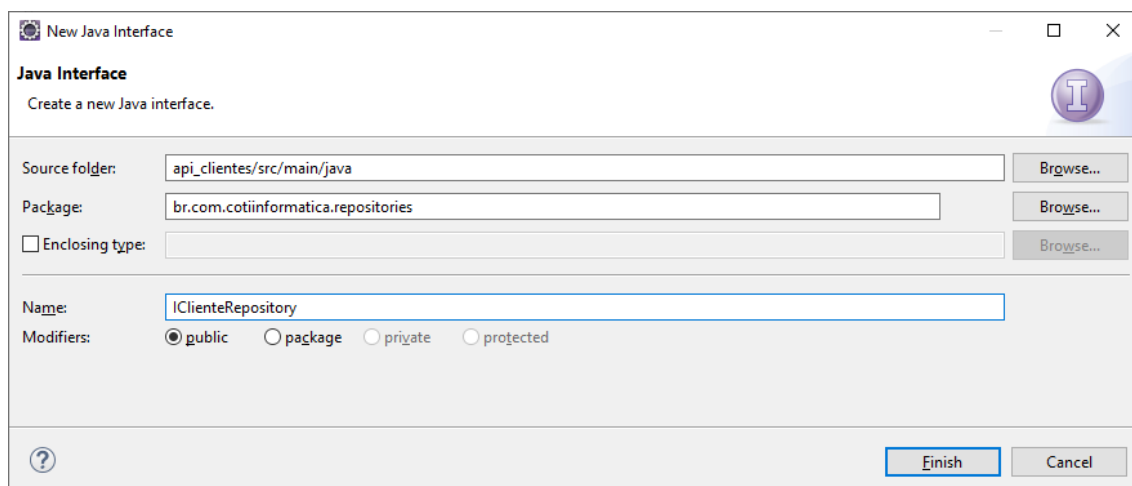 New Java Interface
Java Interface
Create a new Java interface.
Source folder: api_clientes/src/main/java Browse...
Package: br.com.cotiinformatica.repositories Browse...
Enclosing type: Browse...
Name: IClienteRepository
Modifiers: public package private protected
Finish Cancel